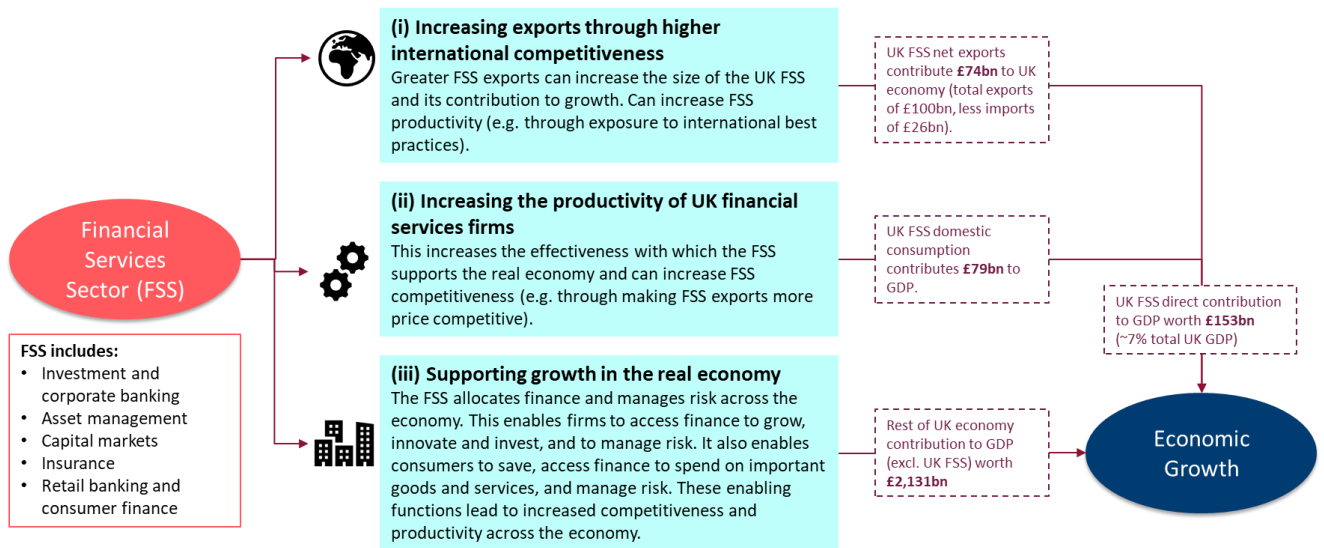 Financial
Services
Sector (FSS)
FSS includes:
• Investment and
corporate banking
• Asset management
• Capital markets
• Insurance
• Retail banking and
consumer finance
(i) Increasing exports through higher
international competitiveness
Greater FSS exports can increase the size of the UK FSS
and its contribution to growth. Can increase FSS
productivity (e.g. through exposure to international best
practices).
UK FSS net exports
contribute £74bn to UK
economy (total exports
of £100bn, less imports
of £26bn).
(ii) Increasing the productivity of UK financial
services firms
This increases the effectiveness with which the FSS
supports the real economy and can increase FSS
competitiveness (e.g. through making FSS exports more
price competitive).
UK FSS domestic
consumption
contributes £79bn to
GDP.
UK FSS direct contribution
to GDP worth £153bn
(~7% total UK GDP)
(iii) Supporting growth in the real economy
The FSS allocates finance and manages risk across the
economy. This enables firms to access finance to grow,
innovate and invest, and to manage risk. It also enables
consumers to save, access finance to spend on important
goods and services, and manage risk. These enabling
functions lead to increased competitiveness and
productivity across the economy.
Rest of UK economy
contribution to GDP
(excl. UK FSS) worth
£2,131bn
Economic
Growth